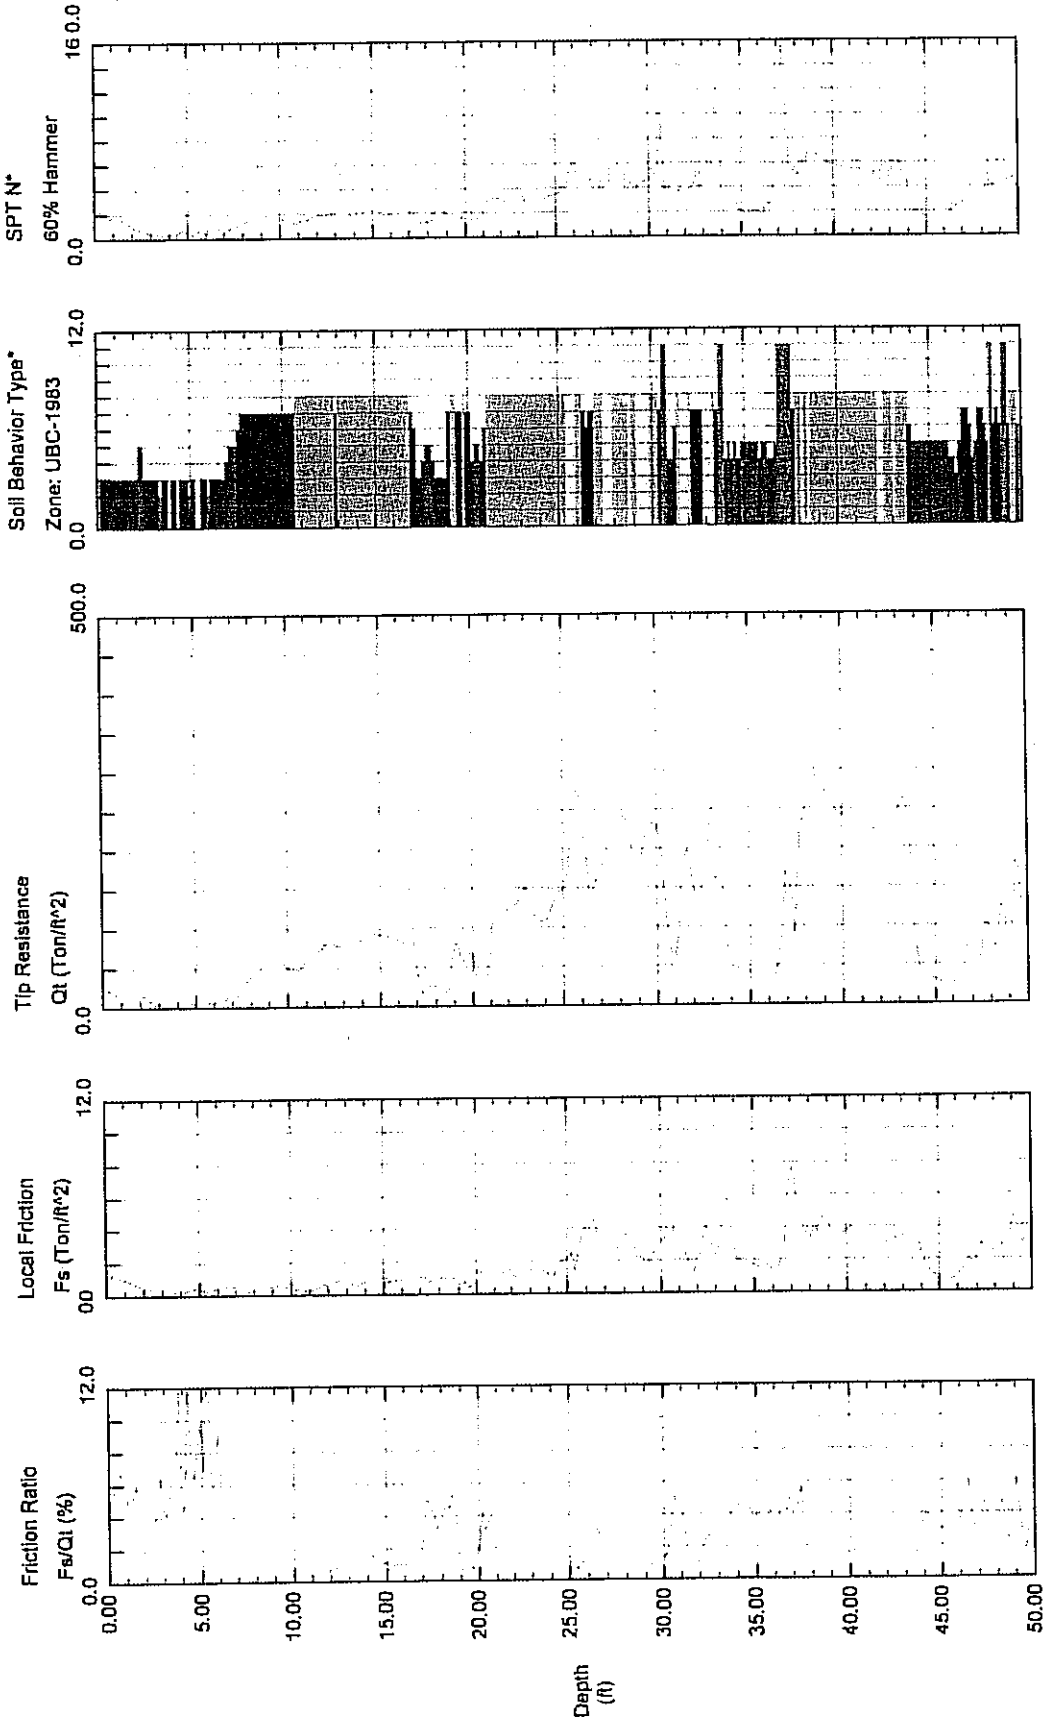 Friction Ratio
Fs/Qt (%)
0.0
12.0
Local Friction
Fs (Ton/ft^2)
00
12.0
Tip Resistance
Qt (Ton/ft^2)
0.0
500.0
Soil Behavior Type*
Zone: UBC-1983
0.0
12.0
SPT N*
60% Hammer
0.0
160.0
0.00
5.00
10.00
15.00
20.00
25.00
30.00
35.00
40.00
45.00
50.00
Depth
(ft)